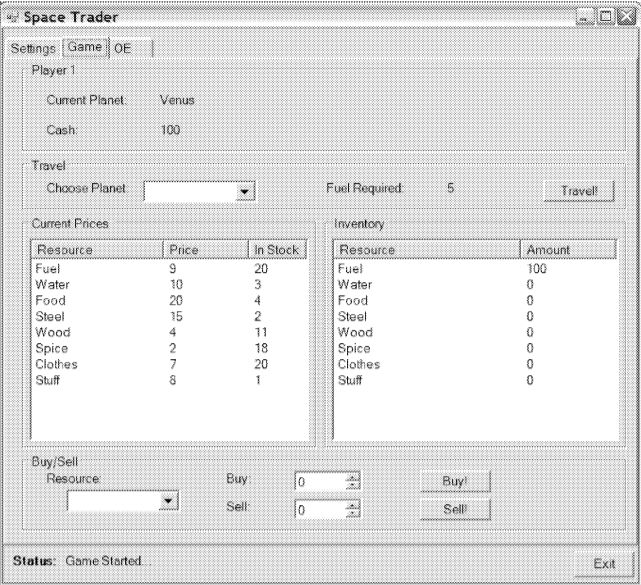 Space Trader
Settings Game OE
Player 1
Current Planet: Venus
Cash: 100
Travel
Choose Planet: Fuel Required: 5 Travel!
Current Prices Inventory
Resource Price In Stock Resource Amount
Fuel 9 20 Fuel 100
Water 10 3 Water 0
Food 20 4 Food 0
Steel 15 2 Steel 0
Wood 4 11 Wood 0
Spice 2 18 Spice 0
Clothes 7 20 Clothes 0
Stuff 8 1 Stuff 0
Buy/Sell
Resource: Buy: 0 Buy!
Sell: 0 Sell!
Status: Game Started... Exit